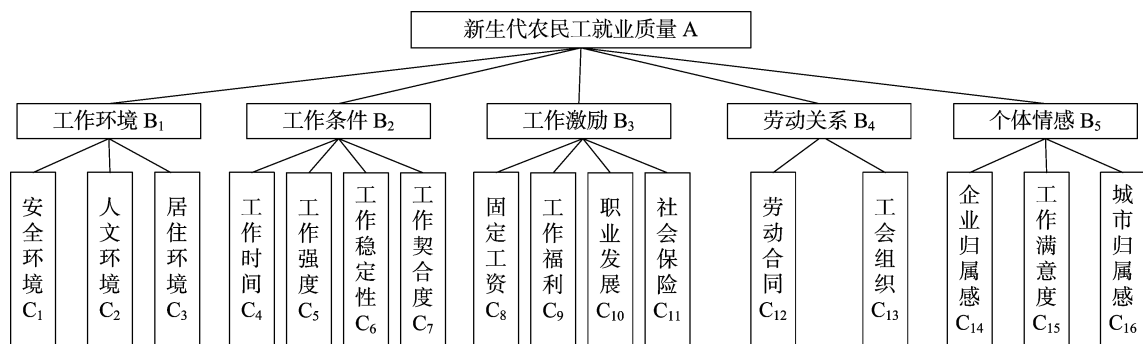 新生代农民工就业质量 A
工作环境 B₁
工作条件 B₂
工作激励 B₃
劳动关系 B₄
个体情感 B₅
安全环境 C₁
人文环境 C₂
居住环境 C₃
工作时间 C₄
工作强度 C₅
工作稳定性 C₆
工作契合度 C₇
固定工资 C₈
工作福利 C₉
职业发展 C₁₀
社会保险 C₁₁
劳动合同 C₁₂
工会组织 C₁₃
企业归属感 C₁₄
工作满意度 C₁₅
城市归属感 C₁₆